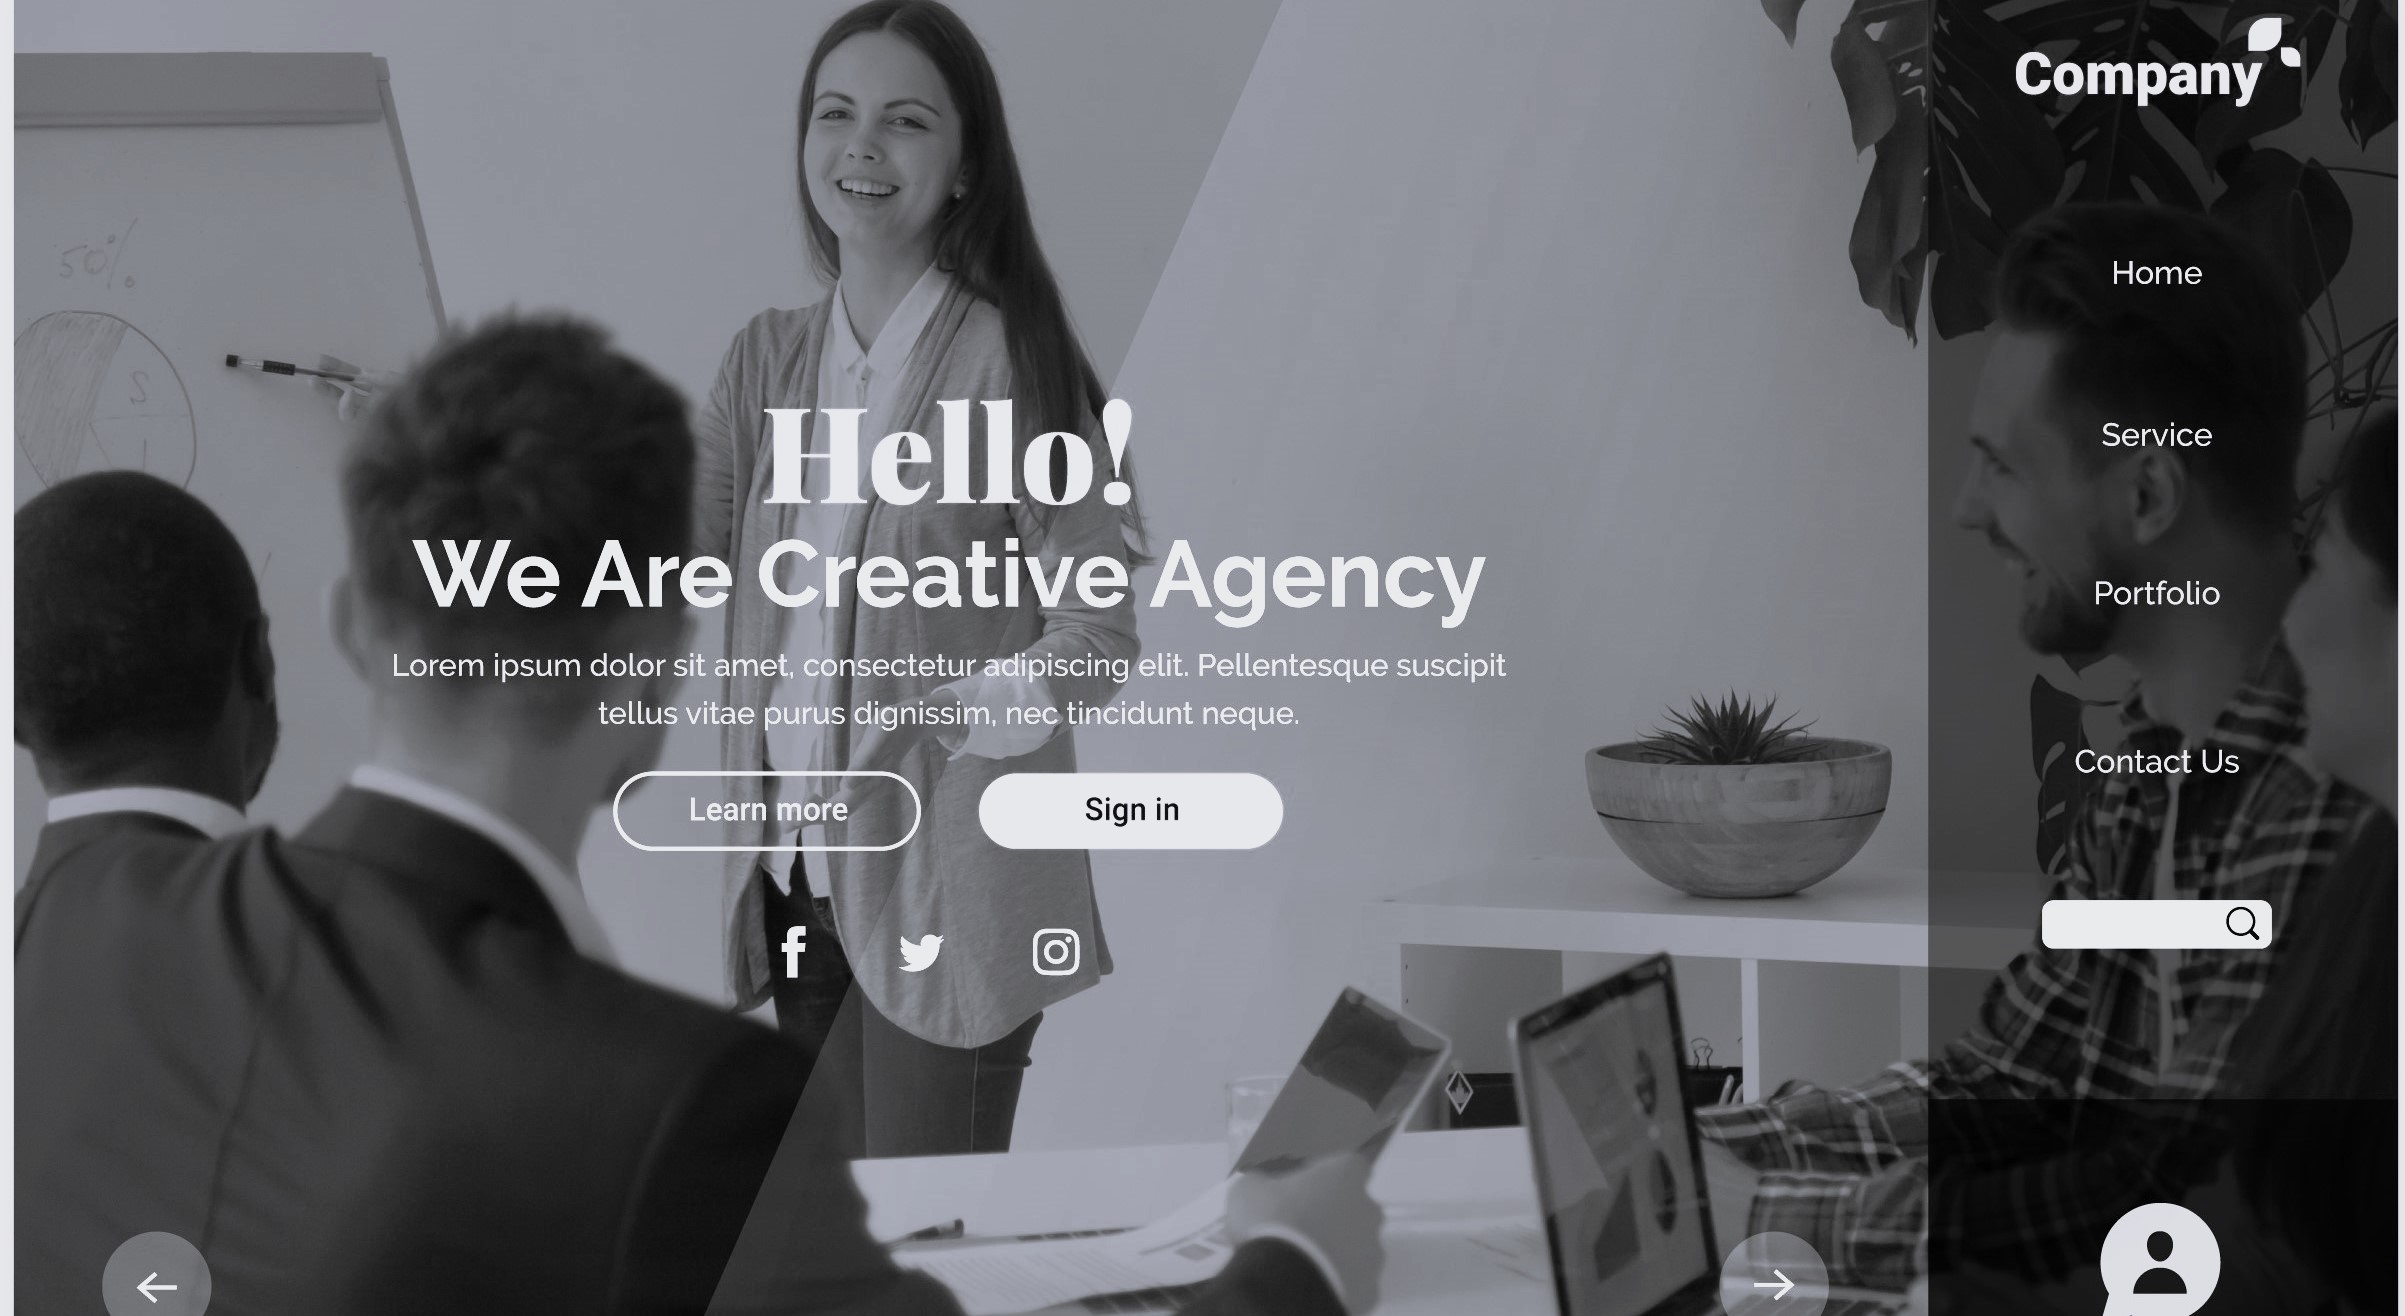 Company
Home
Service
Portfolio
Contact Us
50%
S
Hello!
We Are Creative Agency
Lorem ipsum dolor sit amet, consectetur adipiscing elit. Pellentesque suscipit
tellus vitae purus dignissim, nec tincidunt neque.
Learn more
Sign in